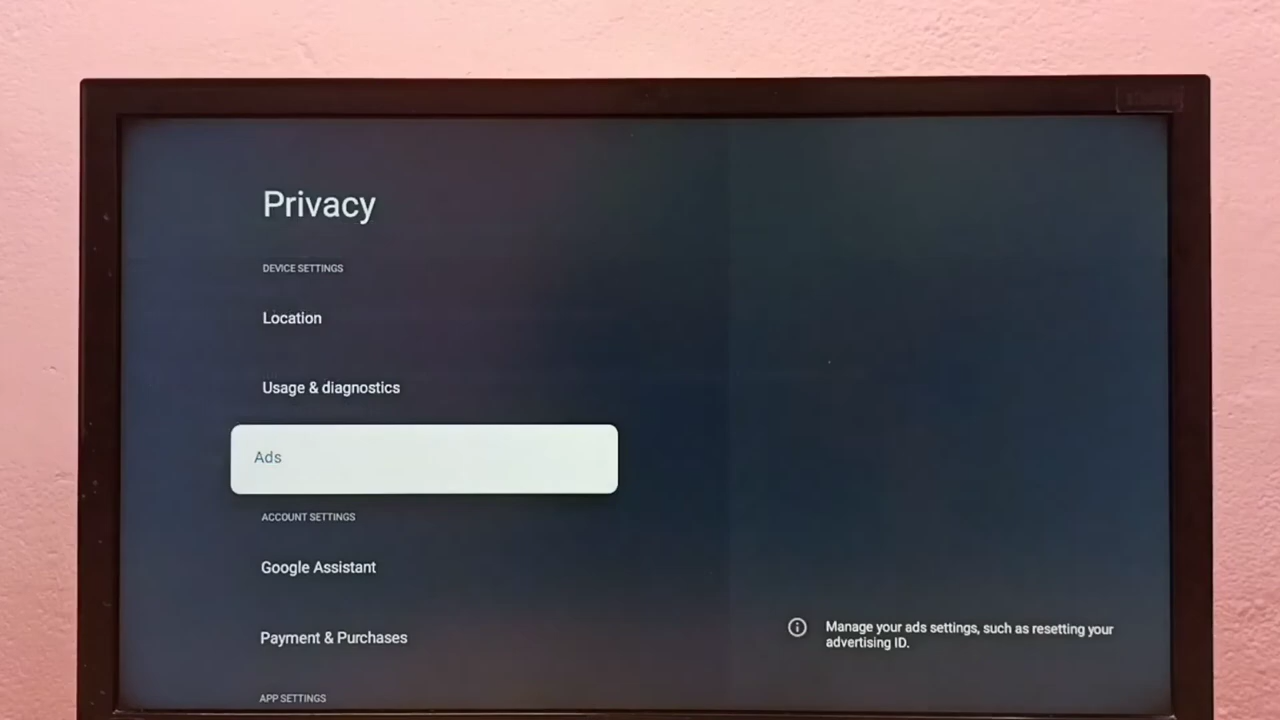 Privacy
DEVICE SETTINGS
Location
Usage & diagnostics
Ads
ACCOUNT SETTINGS
Google Assistant
Payment & Purchases
Manage your ads settings, such as resetting your
advertising ID.
APP SETTINGS